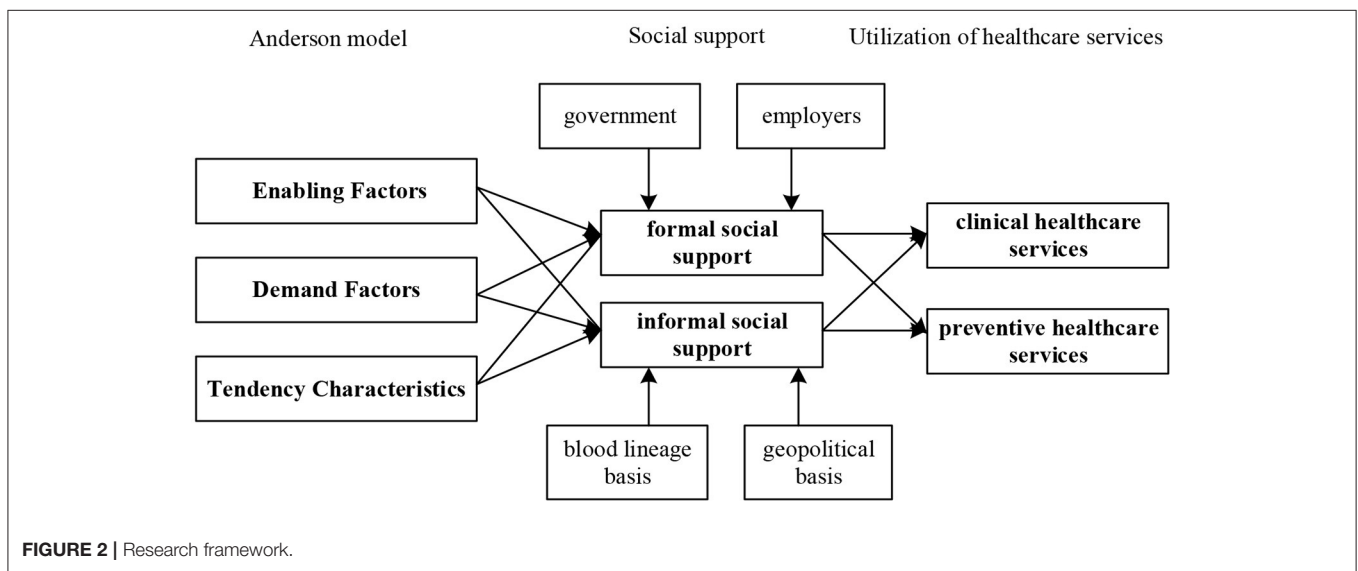 Anderson model
Social support
Utilization of healthcare services
government
employers
Enabling Factors
Demand Factors
Tendency Characteristics
formal social
support
informal social
support
clinical healthcare
services
preventive healthcare
services
blood lineage
basis
geopolitical
basis
FIGURE 2 | Research framework.